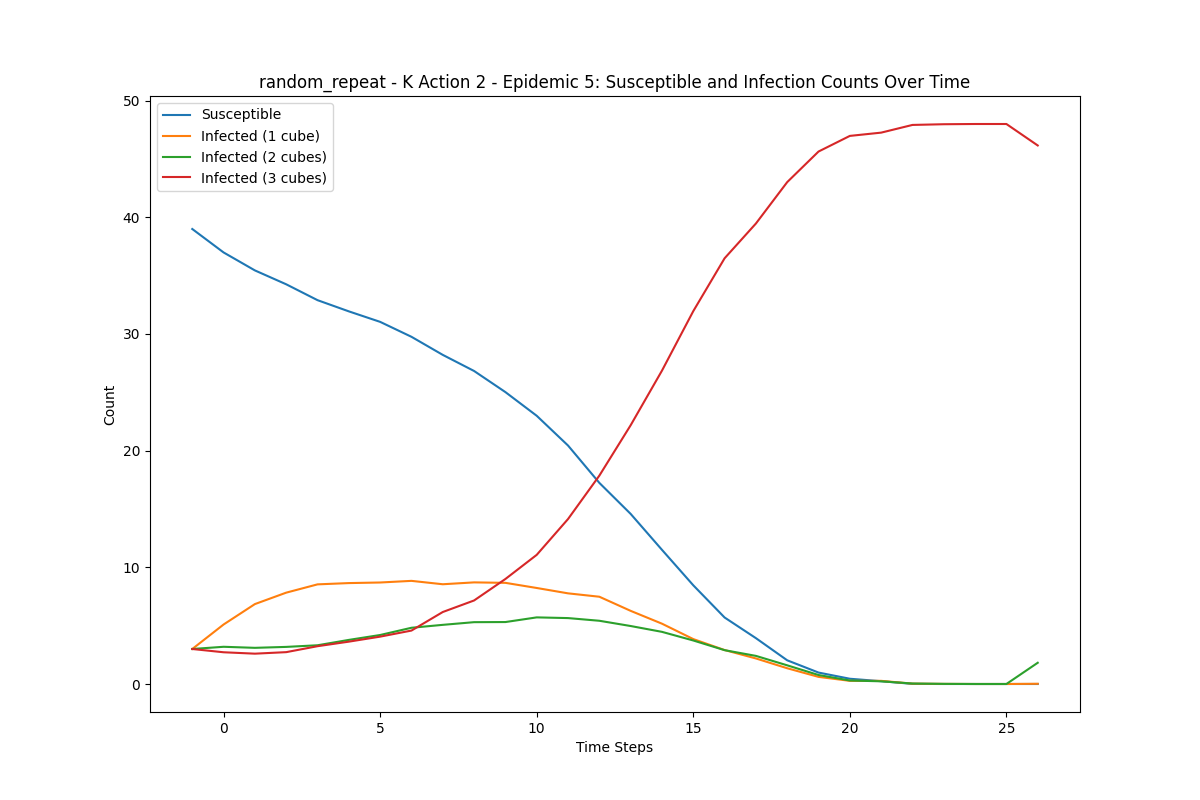 random_repeat - K Action 2 - Epidemic 5: Susceptible and Infection Counts Over Time
Susceptible
Infected (1 cube)
Infected (2 cubes)
Infected (3 cubes)
50
40
30
20
10
0
Count
0 5 10 15 20 25
Time Steps